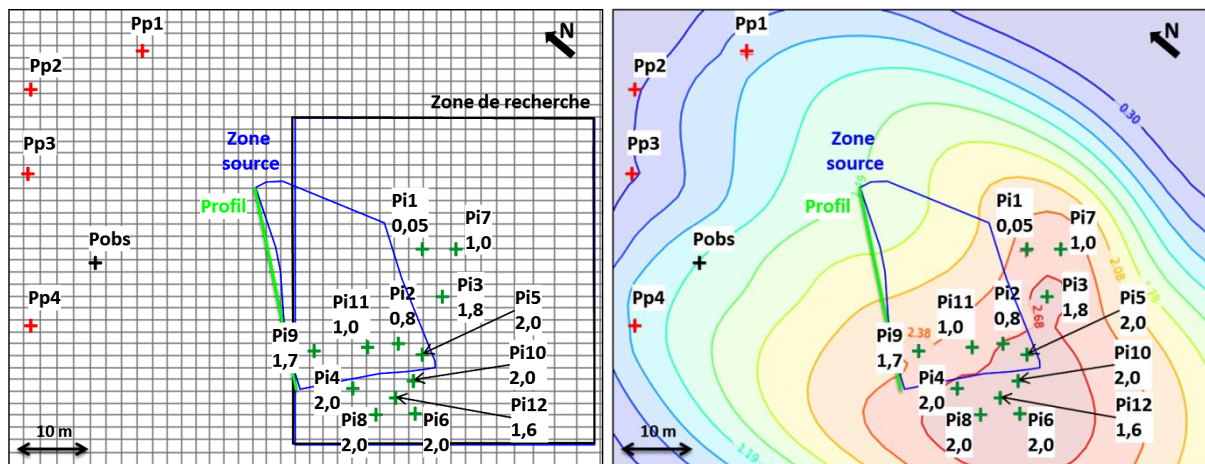 Pp1
N
Pp2
Zone de recherche
Pp3
Zone
source
Profil
Pi1
0,05
Pi7
1,0
Pobs
Pi3
1,8
Pi5
2,0
Pi2
0,8
Pi11
1,0
Pp4
Pi9
1,7
Pi10
2,0
Pi4
2,0
Pi12
1,6
Pi8
2,0
Pi6
2,0
10 m
Pp1
N
Pp2
0.30
Pp3
Zone
source
Profil
Pi1
0,05
Pi7
1,0
Pobs
2.08
Pi3
1,8
2.68
Pi5
2,0
Pi2
0,8
Pi11
1,0
Pp4
2.38
Pi9
1,7
Pi10
2,0
Pi4
2,0
Pi12
1,6
Pi8
2,0
Pi6
2,0
10 m
1.19